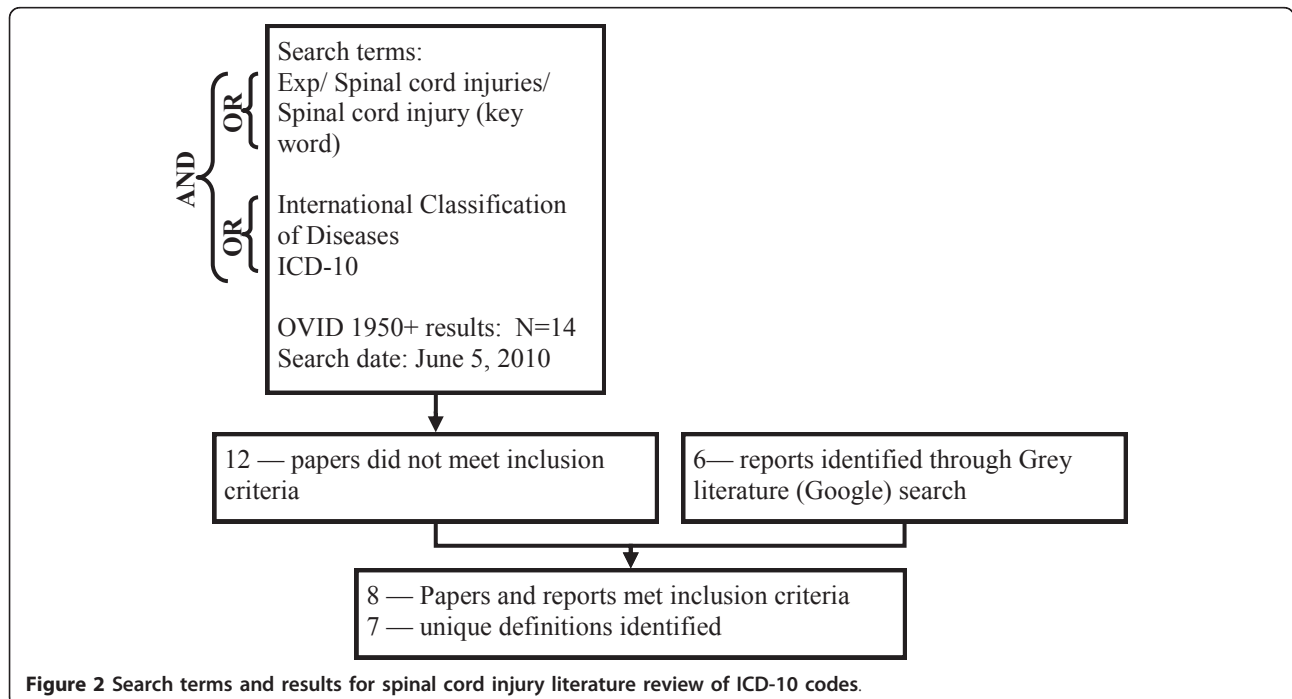 Search terms:
Exp/ Spinal cord injuries/
Spinal cord injury (key
word)
OR
AND
International Classification
of Diseases
ICD-10
OR
OVID 1950+ results: N=14
Search date: June 5, 2010
12 — papers did not meet inclusion
criteria
6— reports identified through Grey
literature (Google) search
8 — Papers and reports met inclusion criteria
7 — unique definitions identified
Figure 2 Search terms and results for spinal cord injury literature review of ICD-10 codes.